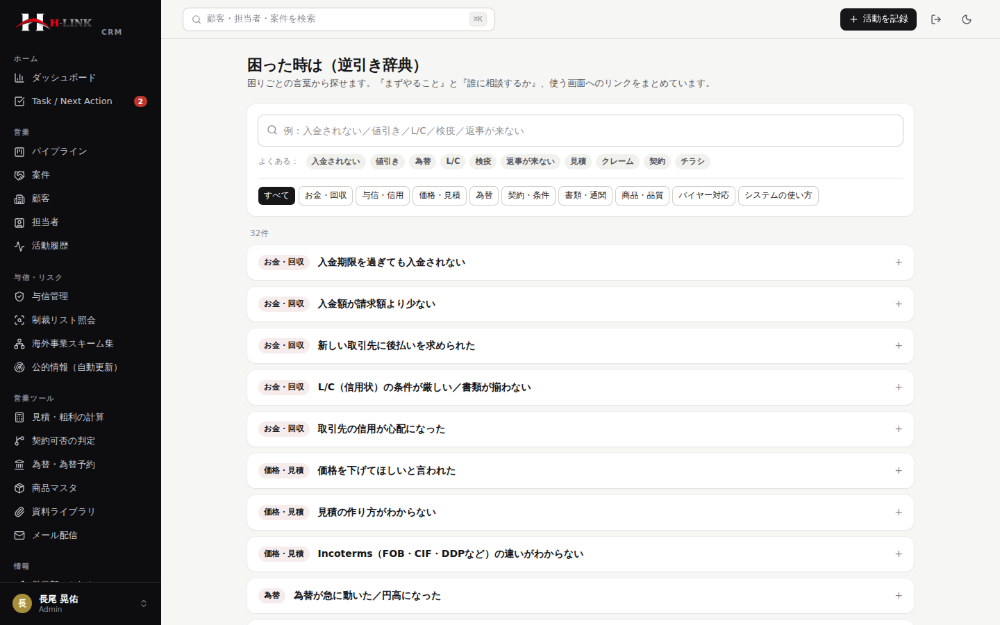 H-LINK
CRM
ホーム
ダッシュボード
Task / Next Action
2
営業
パイプライン
案件
顧客
担当者
活動履歴
与信・リスク
与信管理
制裁リスト照会
海外事業スキーム集
公的情報（自動更新）
営業ツール
見積・粗利の計算
契約可否の判定
為替・為替予約
商品マスタ
資料ライブラリ
メール配信
情報
長
長尾 晃佑
Admin
顧客・担当者・案件を検索
⌘K
活動を記録
困った時は（逆引き辞典）
困りごとの言葉から探せます。『まずやること』と『誰に相談するか』、使う画面へのリンクをまとめています。
例：入金されない／値引き／L/C／検疫／返事が来ない
よくある： 入金されない 値引き 為替 L/C 検疫 返事が来ない 見積 クレーム 契約 チラシ
すべて お金・回収 与信・信用 価格・見積 為替 契約・条件 書類・通関 商品・品質 バイヤー対応 システムの使い方
32件
お金・回収 入金期限を過ぎても入金されない +
お金・回収 入金額が請求額より少ない +
お金・回収 新しい取引先に後払いを求められた +
お金・回収 L/C（信用状）の条件が厳しい／書類が揃わない +
お金・回収 取引先の信用が心配になった +
価格・見積 価格を下げてほしいと言われた +
価格・見積 見積の作り方がわからない +
価格・見積 Incoterms（FOB・CIF・DDPなど）の違いがわからない +
為替 為替が急に動いた／円高になった +